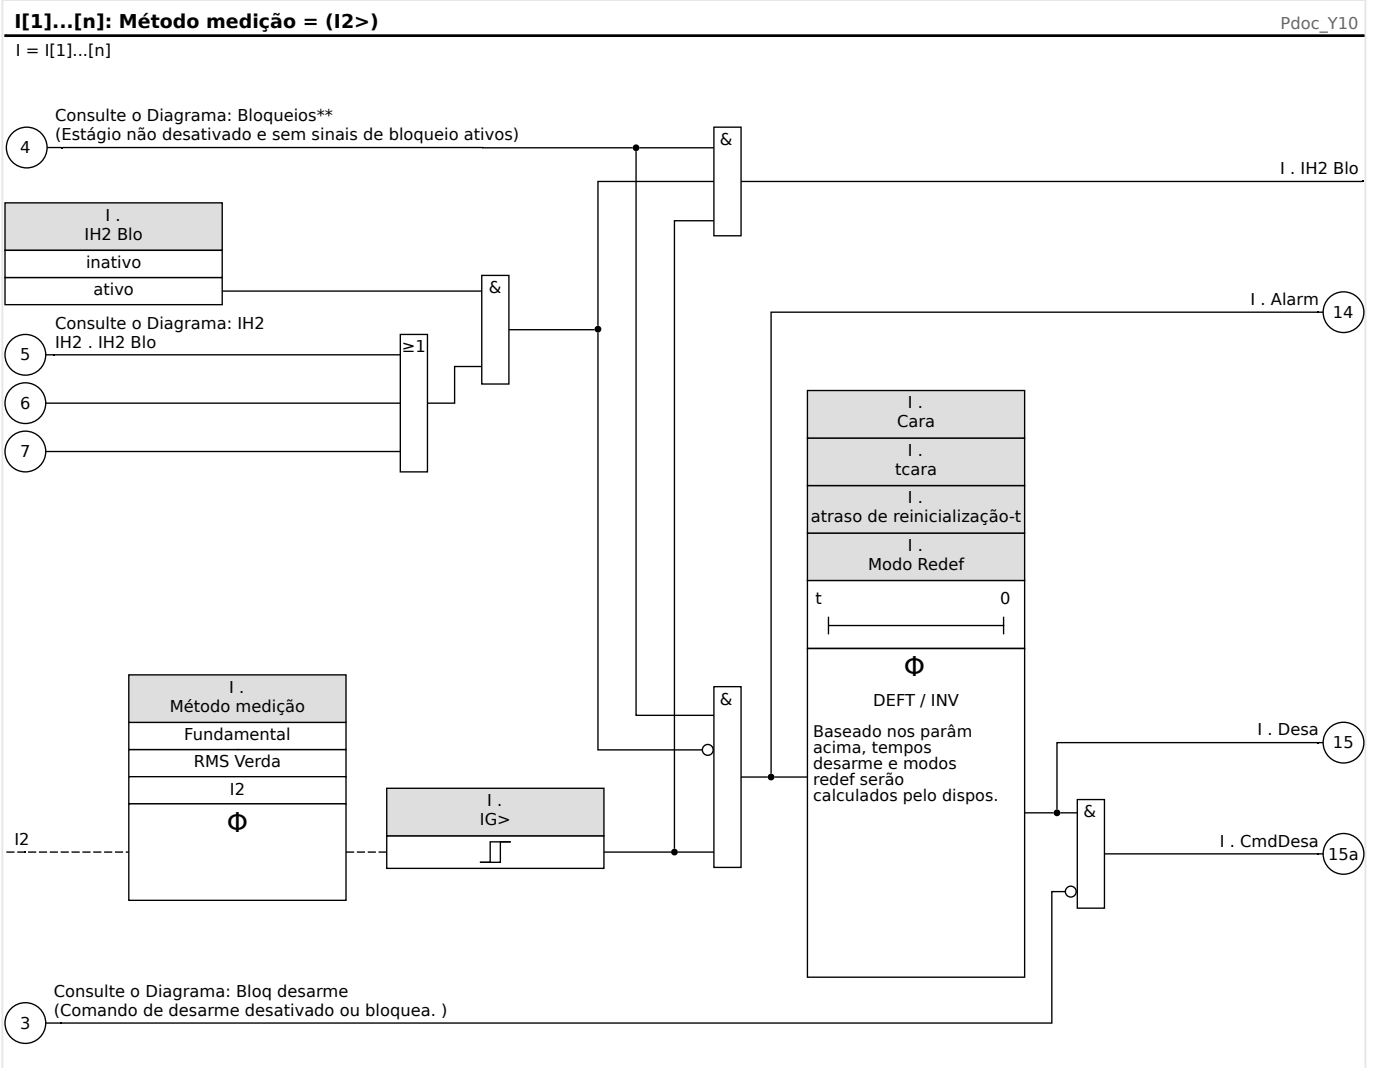 I[1]...[n]: Método medição = (I2>)
Pdoc_Y10
I = I[1]...[n]
Consulte o Diagrama: Bloqueios**
(Estágio não desativado e sem sinais de bloqueio ativos)
4
&
I . IH2 Blo
I .
IH2 Blo
inativo
ativo
&
I . Alarm
14
Consulte o Diagrama: IH2
IH2 . IH2 Blo
5
≥1
6
7
I .
Cara
I .
tcara
I .
atraso de reinicialização-t
I .
Modo Redef
t 0
Φ
DEFT / INV
Baseado nos parâm
acima, tempos
desarme e modos
redef serão
calculados pelo dispos.
&
I .
Método medição
Fundamental
RMS Verda
I2
Φ
I2
I .
IG>
I . Desa
15
&
I . CmdDesa
15a
Consulte o Diagrama: Bloq desarme
(Comando de desarme desativado ou bloquea. )
3